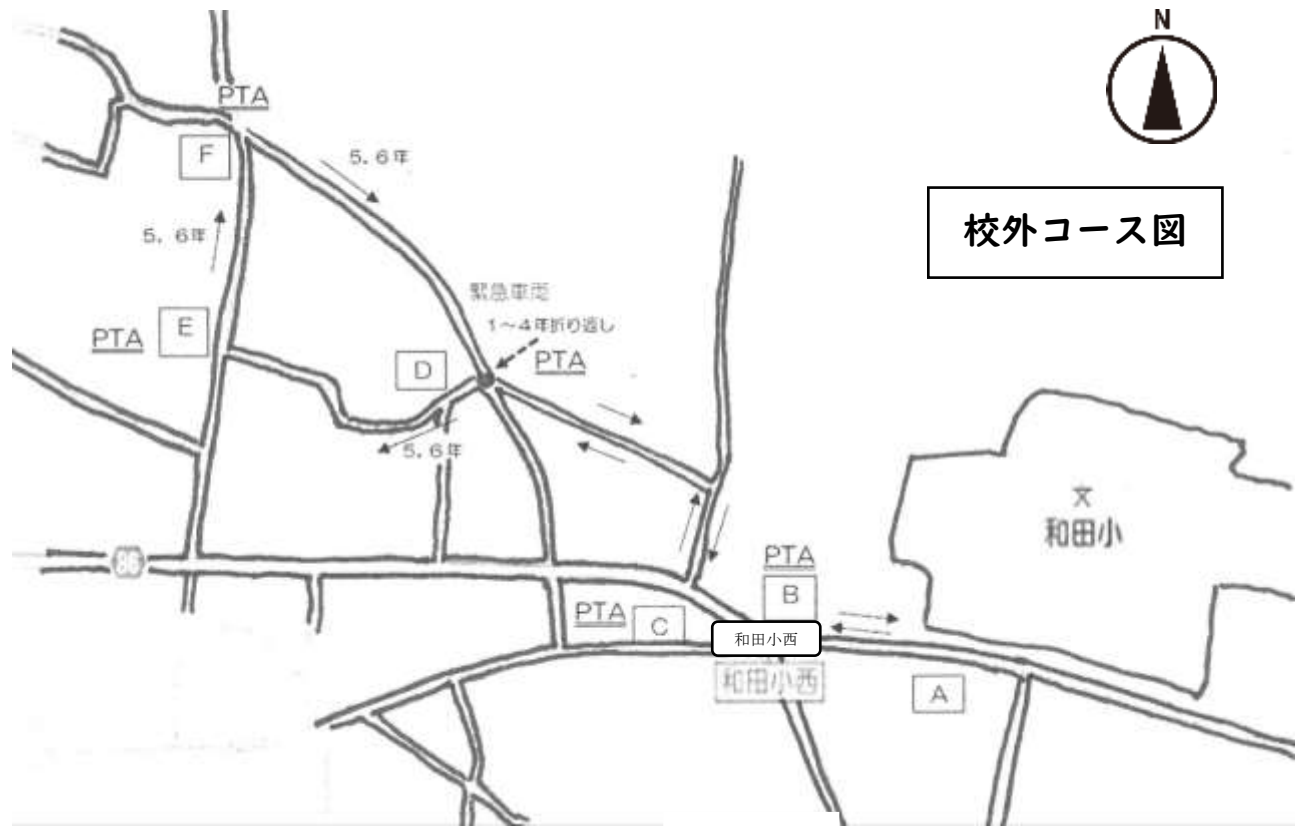 N
校外コース図
PTA
F
5. 6年
5. 6年
緊急車両
1～4年折り返し
PTA
E
PTA
D
5. 6年
文
和田小
86
PTA
B
PTA
C
和田小西
和田小西
A